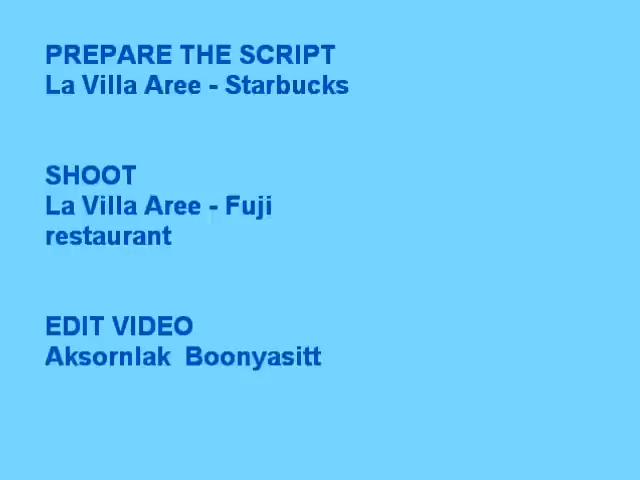 PREPARE THE SCRIPT
La Villa Aree - Starbucks
SHOOT
La Villa Aree - Fuji
restaurant
EDIT VIDEO
Aksornlak  Boonyasitt